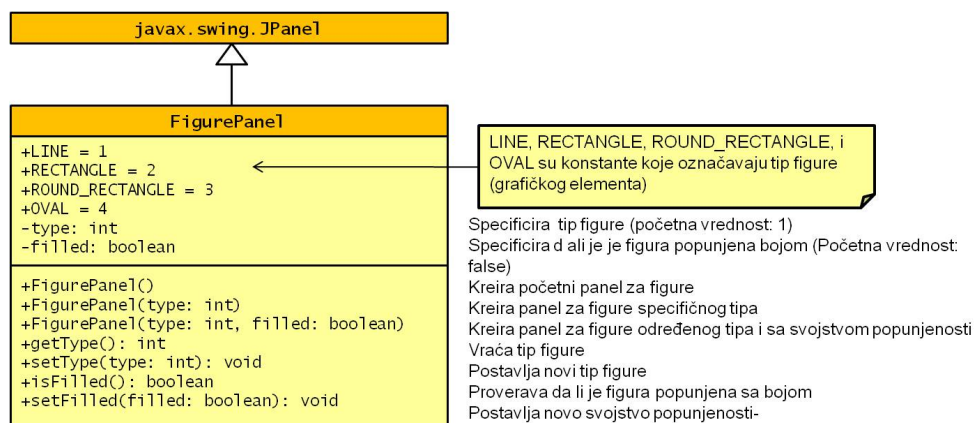 javax.swing.JPanel
FigurePanel
+LINE = 1
+RECTANGLE = 2
+ROUND_RECTANGLE = 3
+OVAL = 4
-type: int
-filled: boolean
+FigurePanel()
+FigurePanel(type: int)
+FigurePanel(type: int, filled: boolean)
+getType(): int
+setType(type: int): void
+isFilled(): boolean
+setFilled(filled: boolean): void
LINE, RECTANGLE, ROUND_RECTANGLE, i
OVAL su konstante koje označavaju tip figure
(grafičkog elementa)
Specificira tip figure (početna vrednost: 1)
Specificira d ali je je figura popunjena bojom (Početna vrednost:
false)
Kreira početni panel za figure
Kreira panel za figure specifičnog tipa
Kreira panel za figure određenog tipa i sa svojstvom popunjenosti
Vraća tip figure
Postavlja novi tip figure
Proverava da li je figura popunjena sa bojom
Postavlja novo svojstvo popunjenosti-